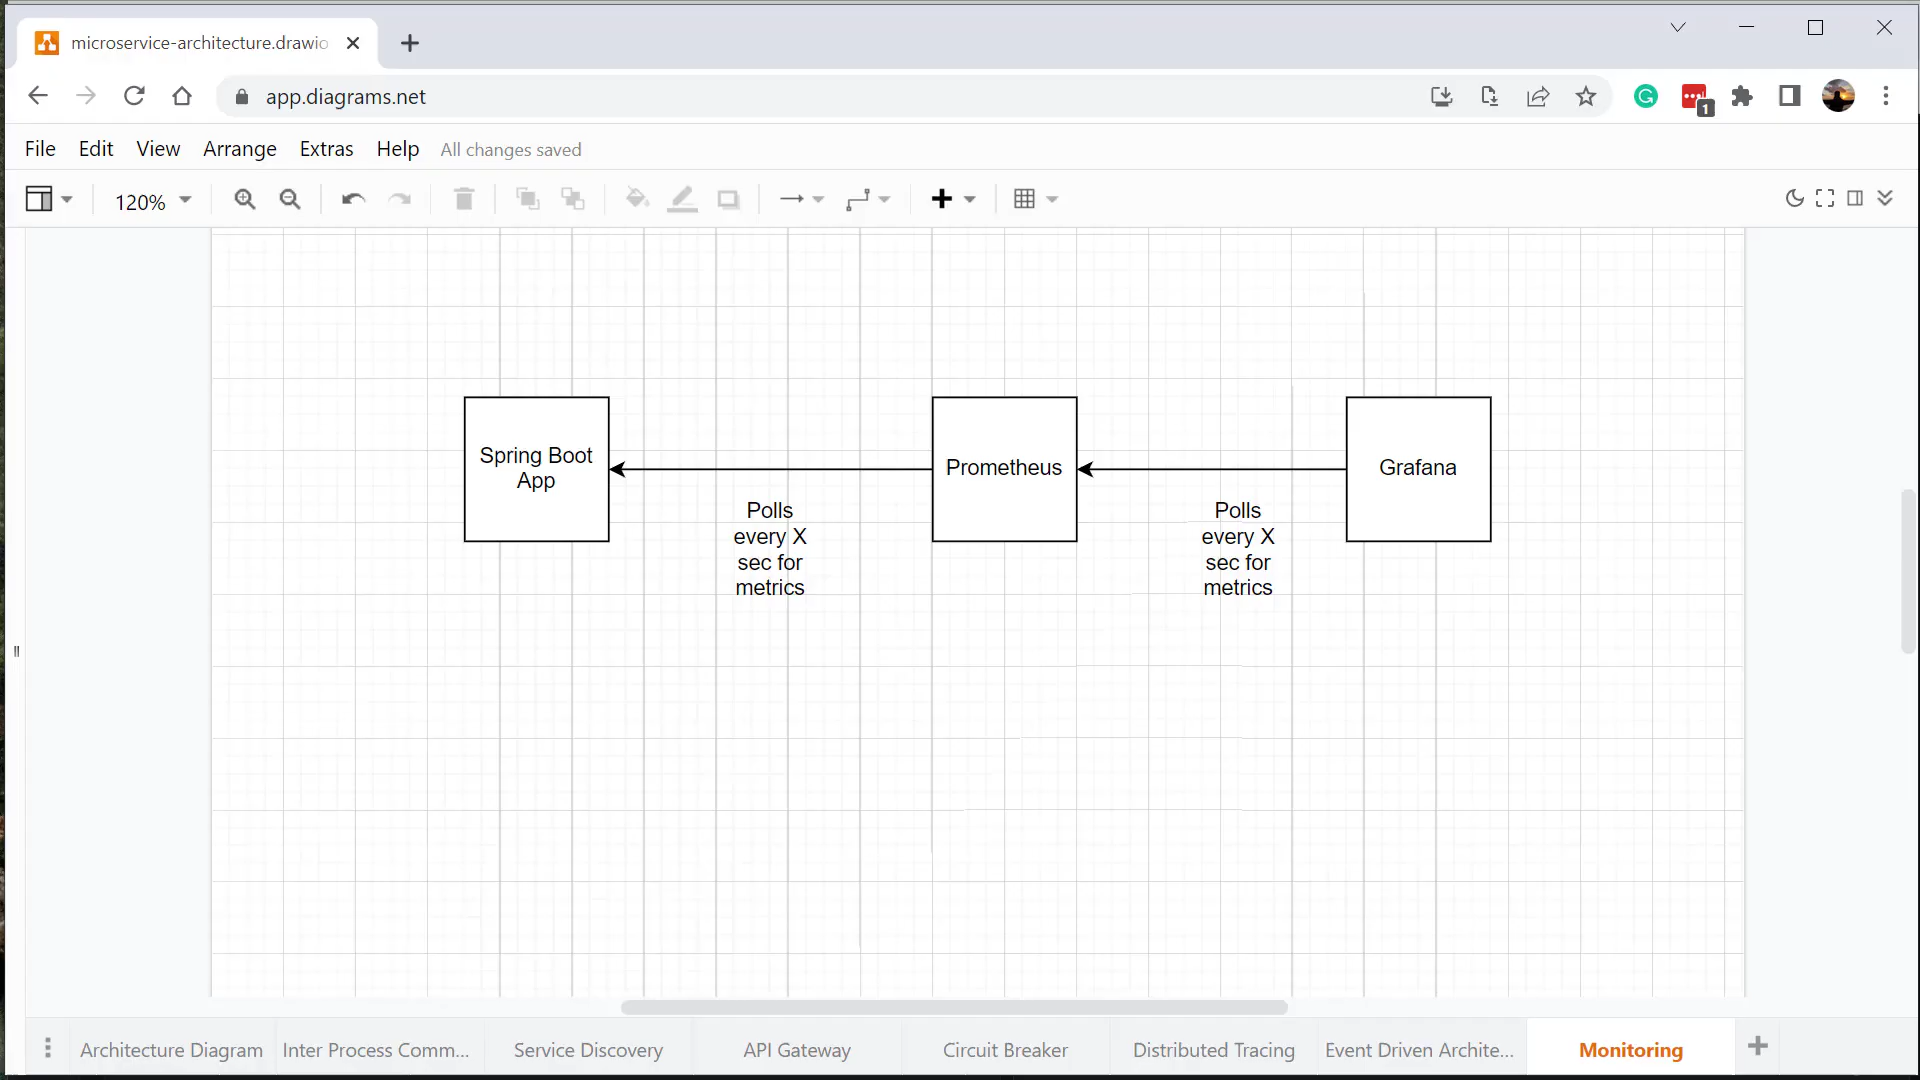 microservice-architecture.drawio
app.diagrams.net
1
File Edit View Arrange Extras Help All changes saved
120%
Spring Boot
App
Prometheus
Grafana
Polls
every X
sec for
metrics
Polls
every X
sec for
metrics
Architecture Diagram Inter Process Comm... Service Discovery API Gateway Circuit Breaker Distributed Tracing Event Driven Archite... Monitoring